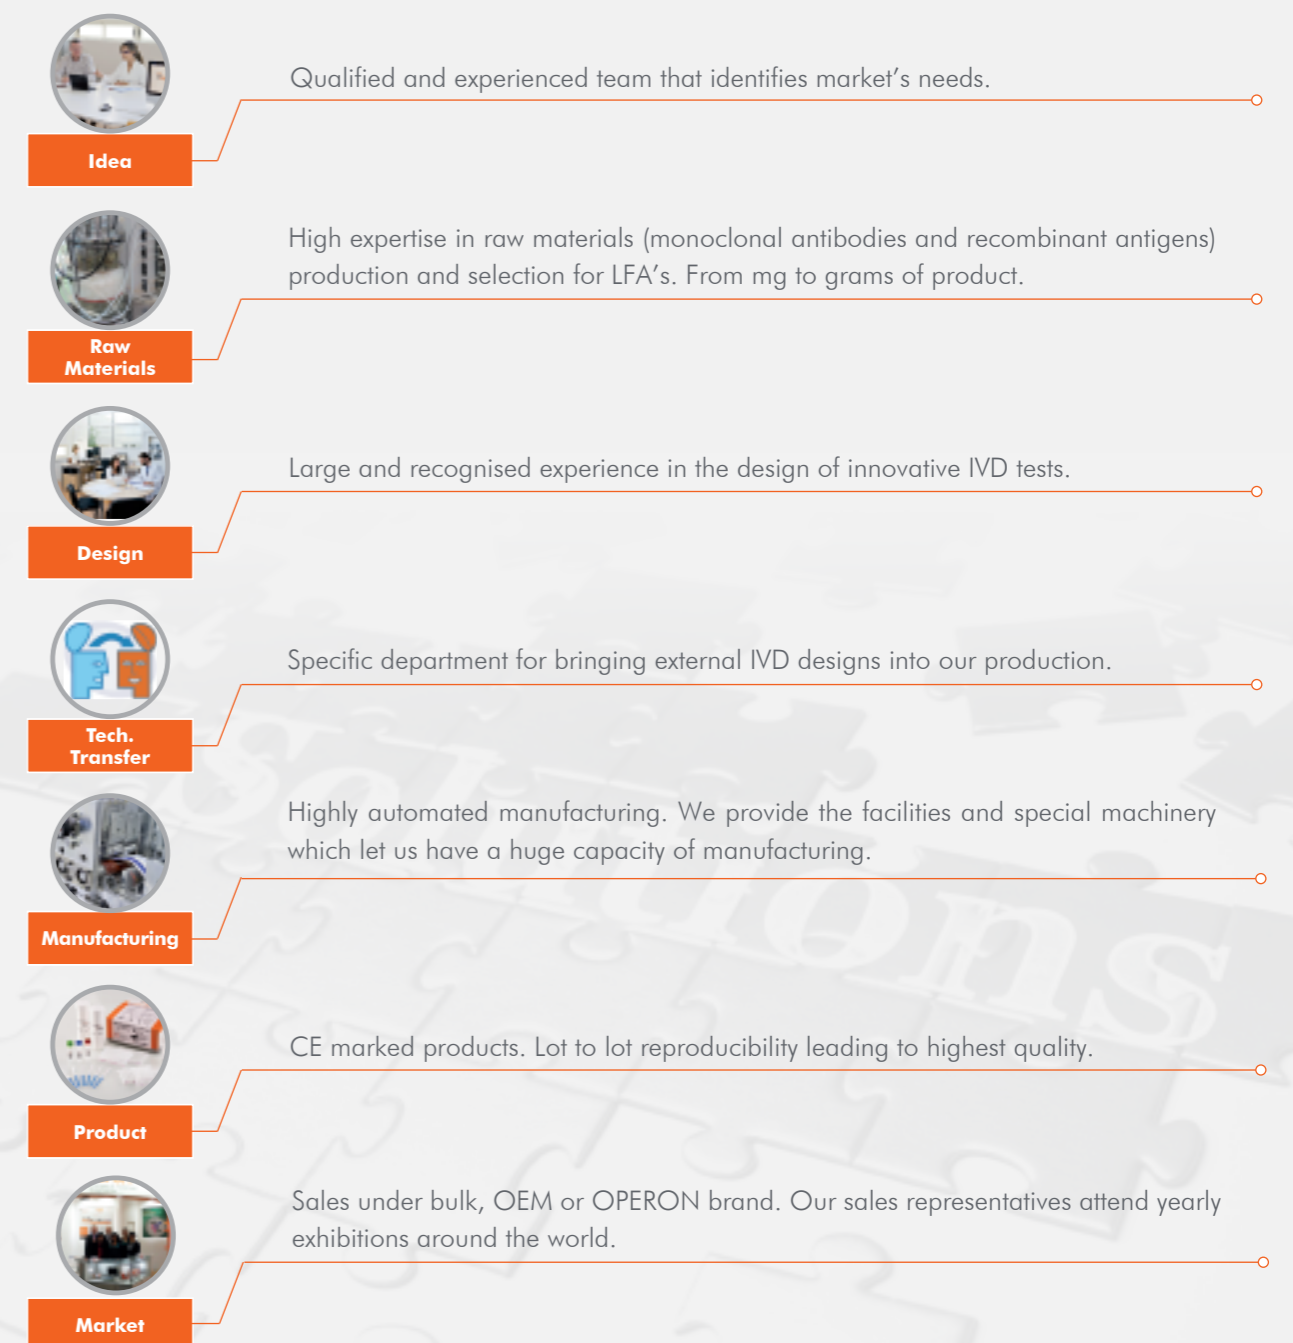 Qualified and experienced team that identifies market's needs.
Idea
High expertise in raw materials (monoclonal antibodies and recombinant antigens)
production and selection for LFA's. From mg to grams of product.
Raw
Materials
Large and recognised experience in the design of innovative IVD tests.
Design
Specific department for bringing external IVD designs into our production.
Tech.
Transfer
Highly automated manufacturing. We provide the facilities and special machinery
which let us have a huge capacity of manufacturing.
Manufacturing
Solutions
CE marked products. Lot to lot reproducibility leading to highest quality.
Product
Sales under bulk, OEM or OPERON brand. Our sales representatives attend yearly
exhibitions around the world.
Market